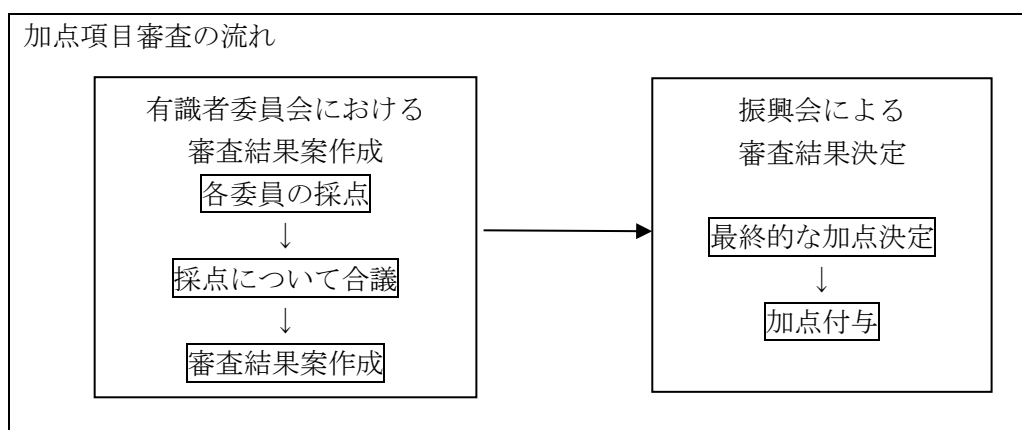 加点項目審査の流れ
有識者委員会における
審査結果案作成
各委員の採点
↓
採点について合議
↓
審査結果案作成
振興会による
審査結果決定
最終的な加点決定
↓
加点付与